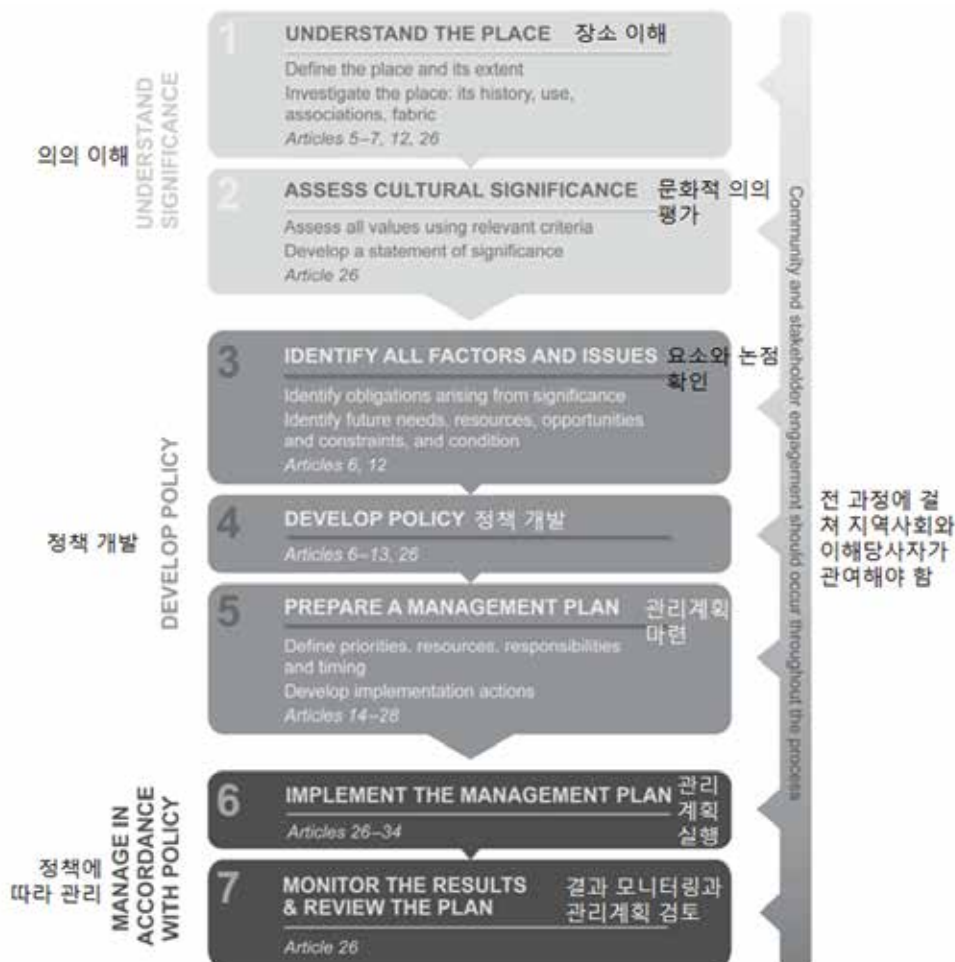 의의 이해
UNDERSTAND
SIGNIFICANCE
1
UNDERSTAND THE PLACE 장소 이해
Define the place and its extent
Investigate the place: its history, use,
associations, fabric
Articles 5–7, 12, 26
2
ASSESS CULTURAL SIGNIFICANCE 문화적 의의
평가
Assess all values using relevant criteria
Develop a statement of significance
Article 26
정책 개발
DEVELOP POLICY
3
IDENTIFY ALL FACTORS AND ISSUES 요소와 논점
확인
Identify obligations arising from significance
Identify future needs, resources, opportunities
and constraints, and condition
Articles 6, 12
4
DEVELOP POLICY 정책 개발
Articles 6–13, 26
5
PREPARE A MANAGEMENT PLAN 관리계획
마련
Define priorities, resources, responsibilities
and timing
Develop implementation actions
Articles 14–28
정책에
따라 관리
MANAGE IN
ACCORDANCE
WITH POLICY
6
IMPLEMENT THE MANAGEMENT PLAN 관리
계획
실행
Articles 26–34
7
MONITOR THE RESULTS 결과 모니터링과
& REVIEW THE PLAN 관리계획 검토
Article 26
Community and stakeholder engagement should occur throughout the process
전 과정에 걸
쳐 지역사회와
이해당사자가
관여해야 함